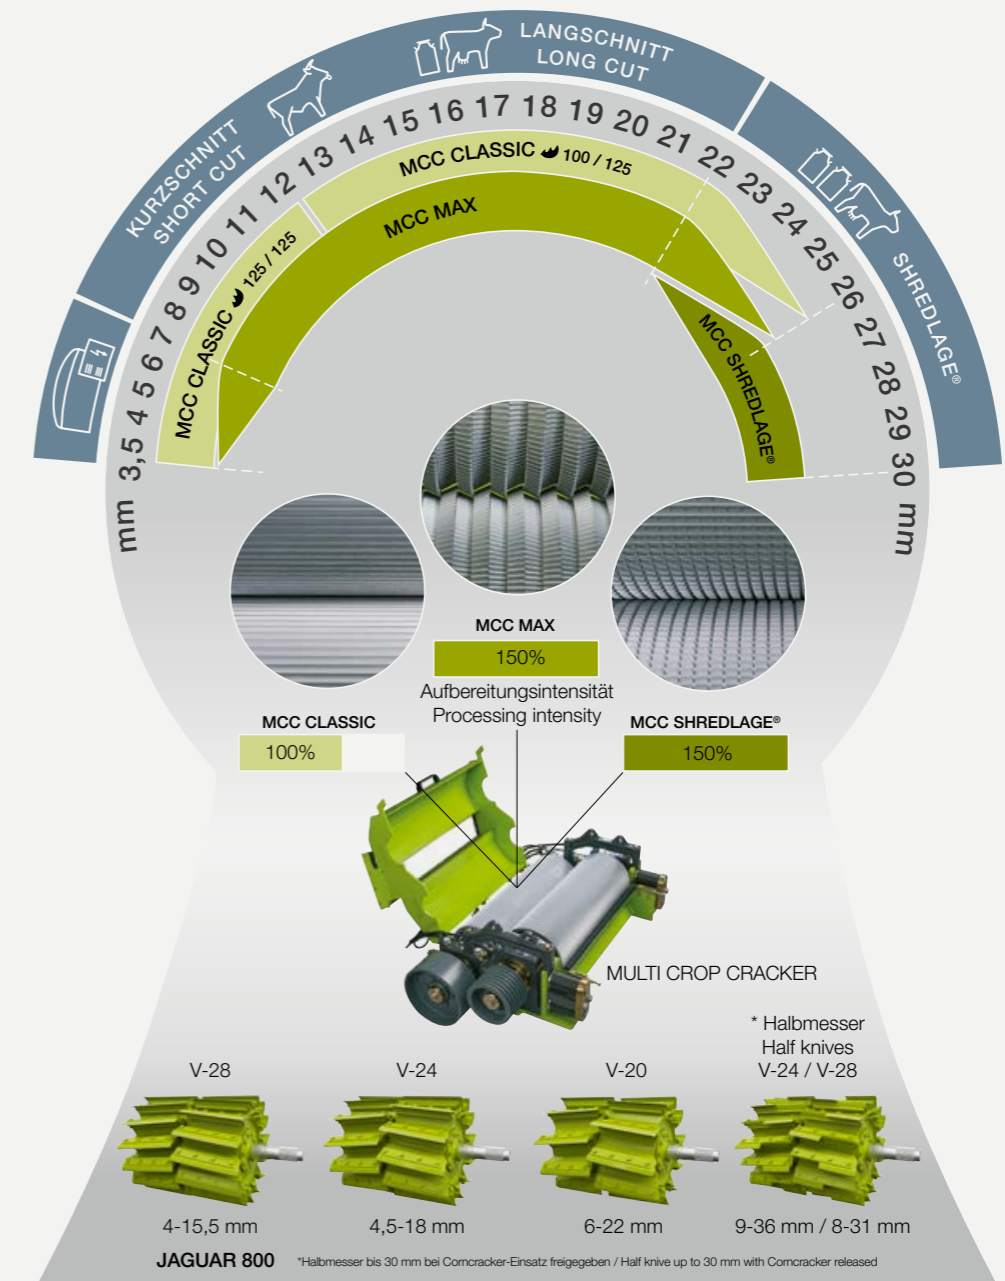 LANGSCHNITT
LONG CUT
KURZSCHNITT
SHORT CUT
SHREDLAGE®
mm 3,5 4 5 6 7 8 9 10 11 12 13 14 15 16 17 18 19 20 21 22 23 24 25 26 27 28 29 30 mm
MCC CLASSIC 125 / 125
MCC CLASSIC 100 / 125
MCC MAX
MCC SHREDLAGE®
MCC MAX
150%
Aufbereitungsintensität
Processing intensity
MCC CLASSIC
100%
MCC SHREDLAGE®
150%
MULTI CROP CRACKER
* Halbmesser
Half knives
V-28
V-24
V-20
V-24 / V-28
4-15,5 mm
4,5-18 mm
6-22 mm
9-36 mm / 8-31 mm
JAGUAR 800
*Halbmesser bis 30 mm bei Corncracker-Einsatz freigegeben / Half knive up to 30 mm with Corncracker released